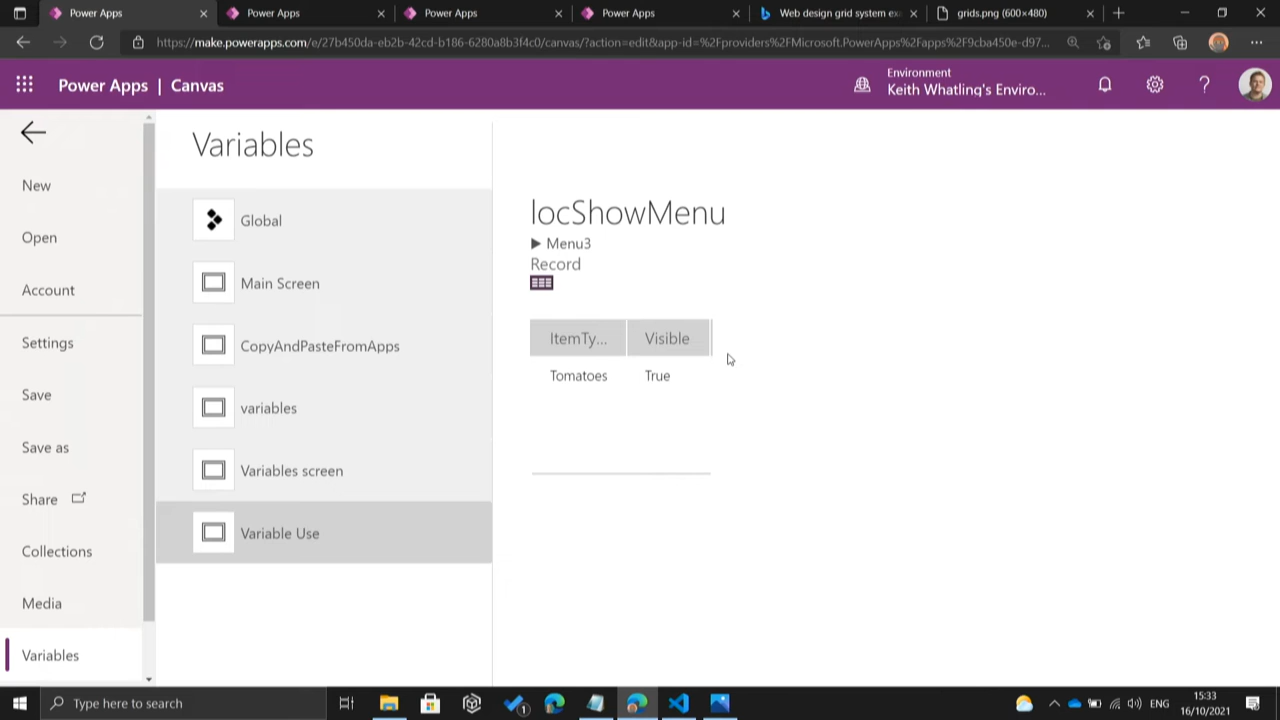 Power Apps
Power Apps
Power Apps
Power Apps
Web design grid system exa
grids.png (600×480)
https://make.powerapps.com/e/27b450da-eb2b-42cd-b186-6280a8b3f4c0/canvas/?action=edit&app-id=%2Fproviders%2FMicrosoft.PowerApps%2Fapps%2F9cba450e-d97...
Power Apps | Canvas
Environment
Keith Whatling's Enviro...
Variables
New
Open
Account
Settings
Save
Save as
Share
Collections
Media
Variables
Global
Main Screen
CopyAndPasteFromApps
variables
Variables screen
Variable Use
locShowMenu
Menu3
Record
ItemTy... Visible
Tomatoes True
Type here to search
1
ENG
15:33
16/10/2021